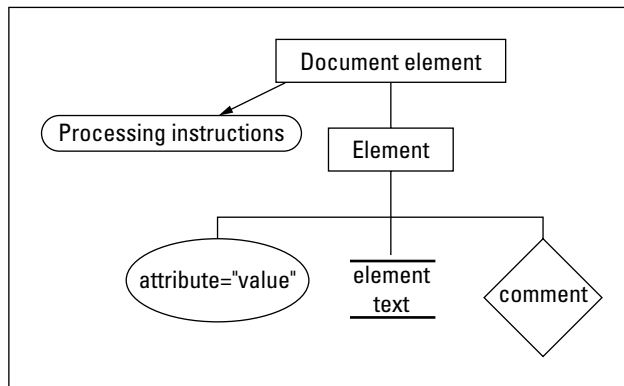 Document element
Processing instructions
Element
attribute="value"
element
text
comment